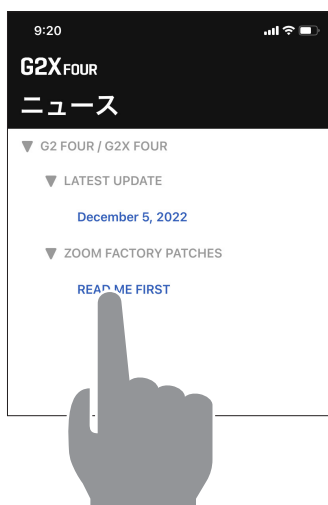 9:20
G2X FOUR
ニュース
▼ G2 FOUR / G2X FOUR
▼ LATEST UPDATE
December 5, 2022
▼ ZOOM FACTORY PATCHES
READ ME FIRST